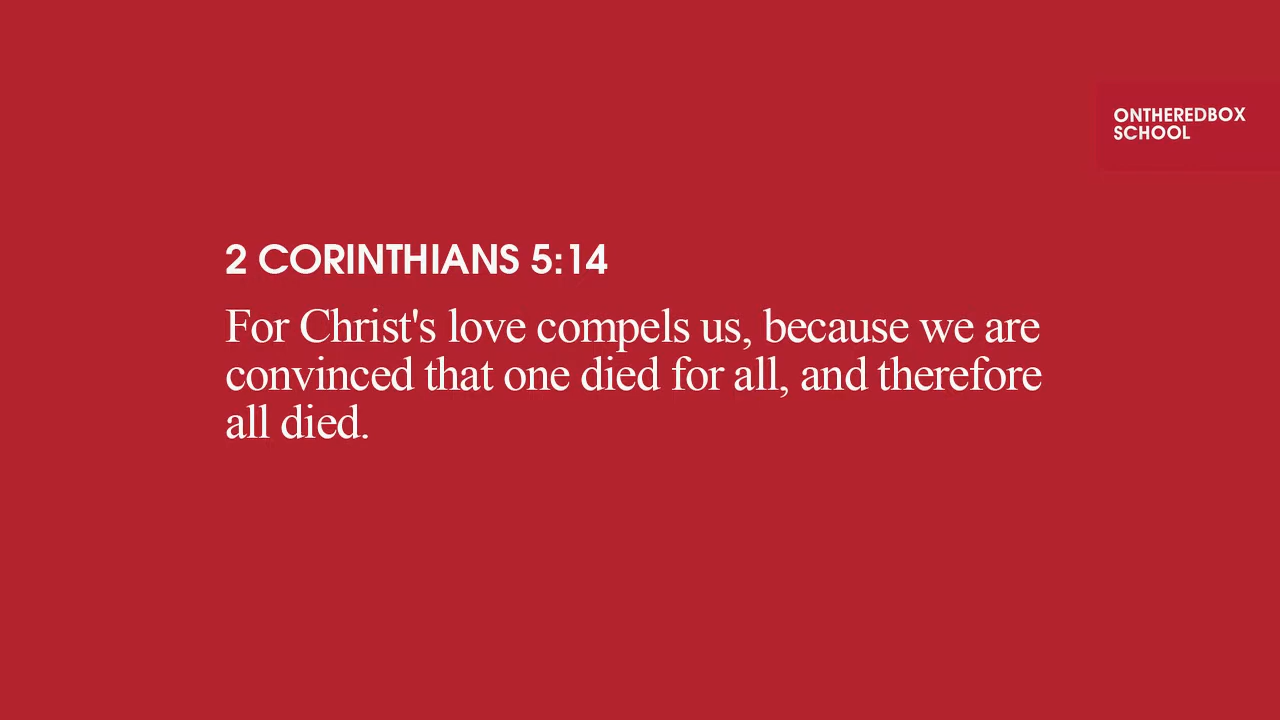 ONTHEREDBOX
SCHOOL
2 CORINTHIANS 5:14
For Christ's love compels us, because we are
convinced that one died for all, and therefore
all died.